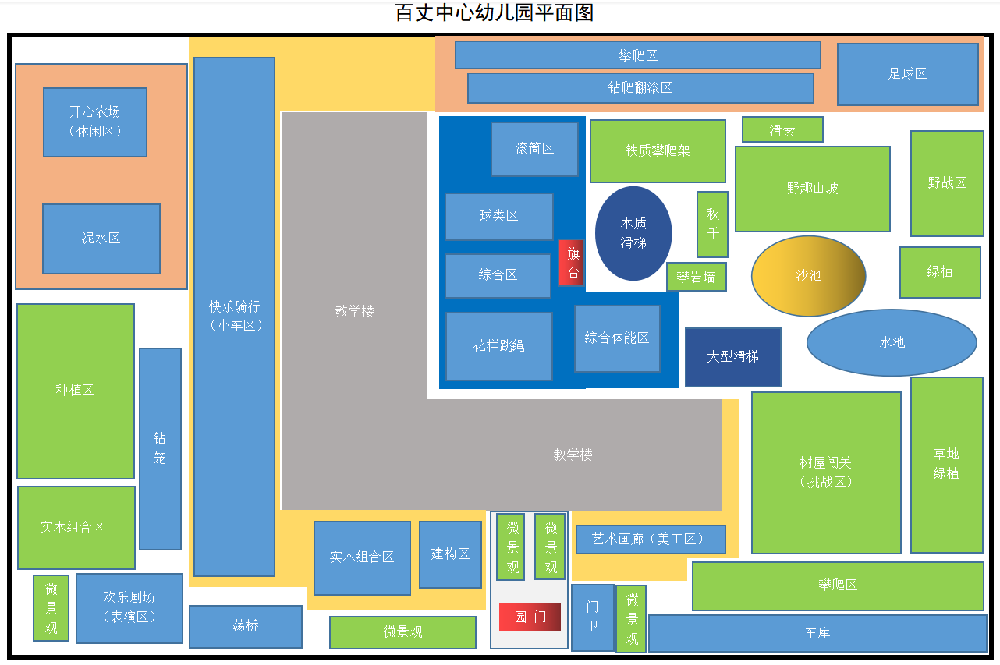 百丈中心幼儿园平面图
攀爬区
钻爬翻滚区
足球区
开心农场
（休闲区）
泥水区
滚筒区
铁质攀爬架
滑索
野趣山坡
野战区
球类区
旗
台
木质
滑梯
秋
千
综合区
攀岩墙
沙池
绿植
快乐骑行
（小车区）
教学楼
花样跳绳
综合体能区
大型滑梯
水池
种植区
钻
笼
教学楼
树屋闯关
（挑战区）
草地
绿植
实木组合区
实木组合区
建构区
微
景
观
微
景
观
艺术画廊（美工区）
微
景
观
欢乐剧场
（表演区）
荡桥
微景观
园 门
门
卫
微
景
观
攀爬区
车库